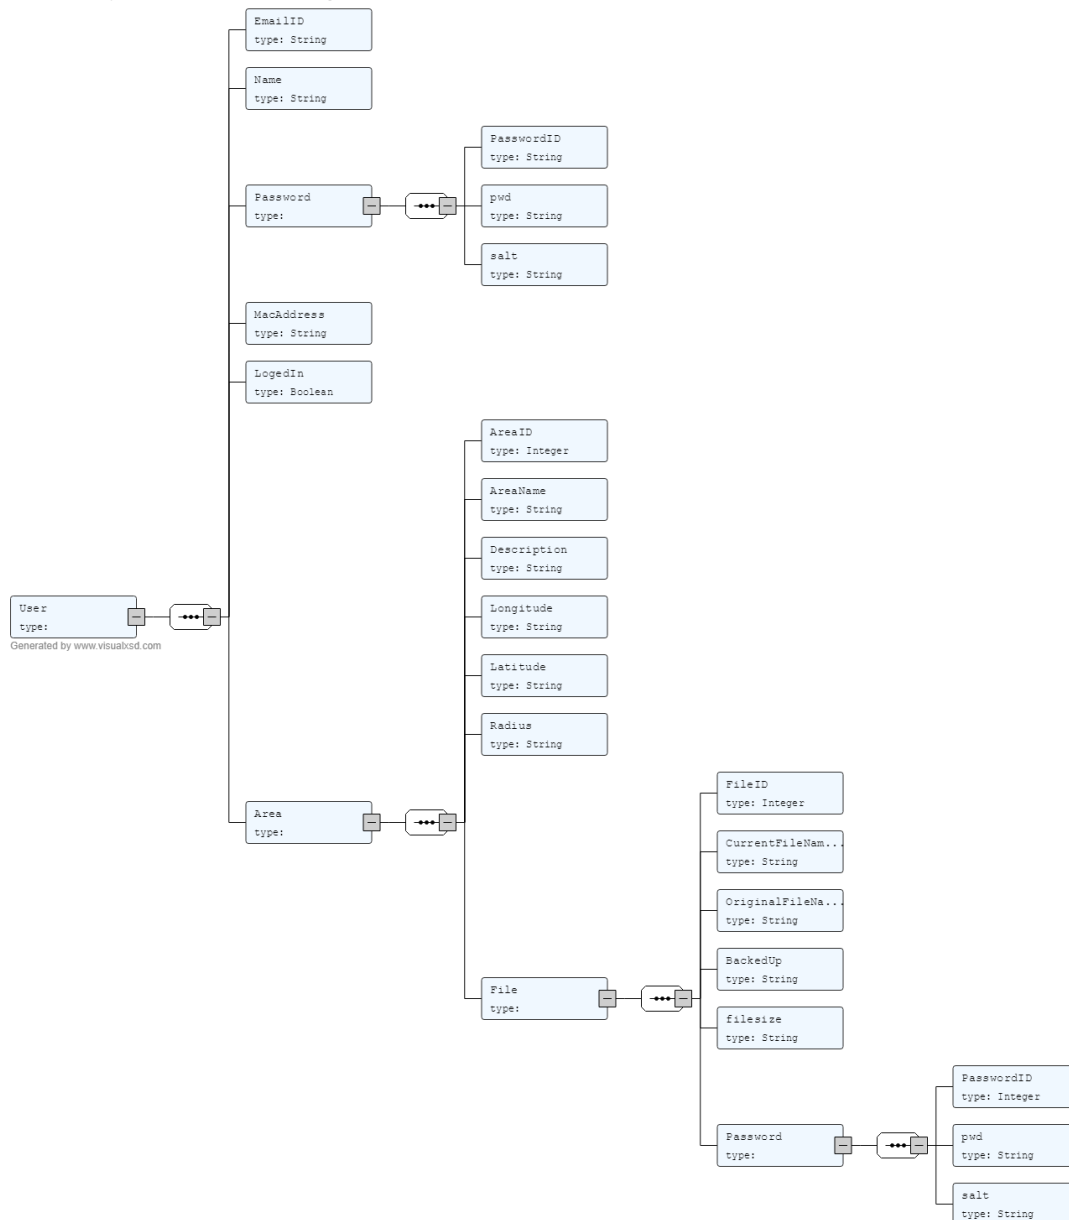 EmailID
type: String
Name
type: String
Password
type:
PasswordID
type: String
pwd
type: String
salt
type: String
MacAddress
type: String
LogedIn
type: Boolean
User
type:
Generated by www.visualxsd.com
Area
type:
AreaID
type: Integer
AreaName
type: String
Description
type: String
Longitude
type: String
Latitude
type: String
Radius
type: String
File
type:
FileID
type: Integer
CurrentFileNam...
type: String
OriginalFileNa...
type: String
BackedUp
type: String
filesize
type: String
Password
type:
PasswordID
type: Integer
pwd
type: String
salt
type: String